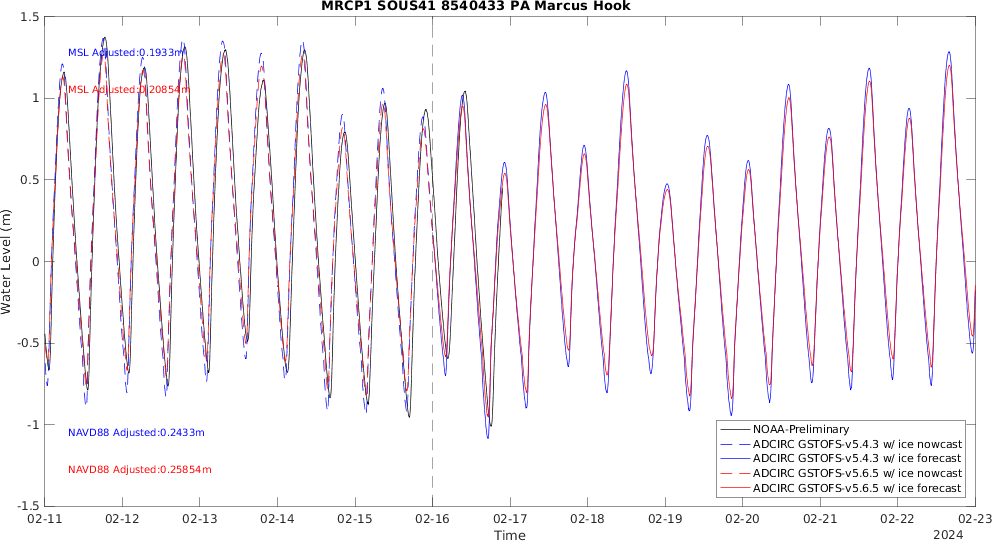 MRCP1 SOUS41 8540433 PA Marcus Hook
1.5
1
0.5
0
-0.5
-1
-1.5
Water Level (m)
MSL Adjusted:0.1933m
MSL Adjusted:0.20854m
NAVD88 Adjusted:0.2433m
NAVD88 Adjusted:0.25854m
NOAA-Preliminary
ADCIRC GSTOFS-v5.4.3 w/ ice nowcast
ADCIRC GSTOFS-v5.4.3 w/ ice forecast
ADCIRC GSTOFS-v5.6.5 w/ ice nowcast
ADCIRC GSTOFS-v5.6.5 w/ ice forecast
02-11 02-12 02-13 02-14 02-15 02-16 02-17 02-18 02-19 02-20 02-21 02-22 02-23
Time
2024